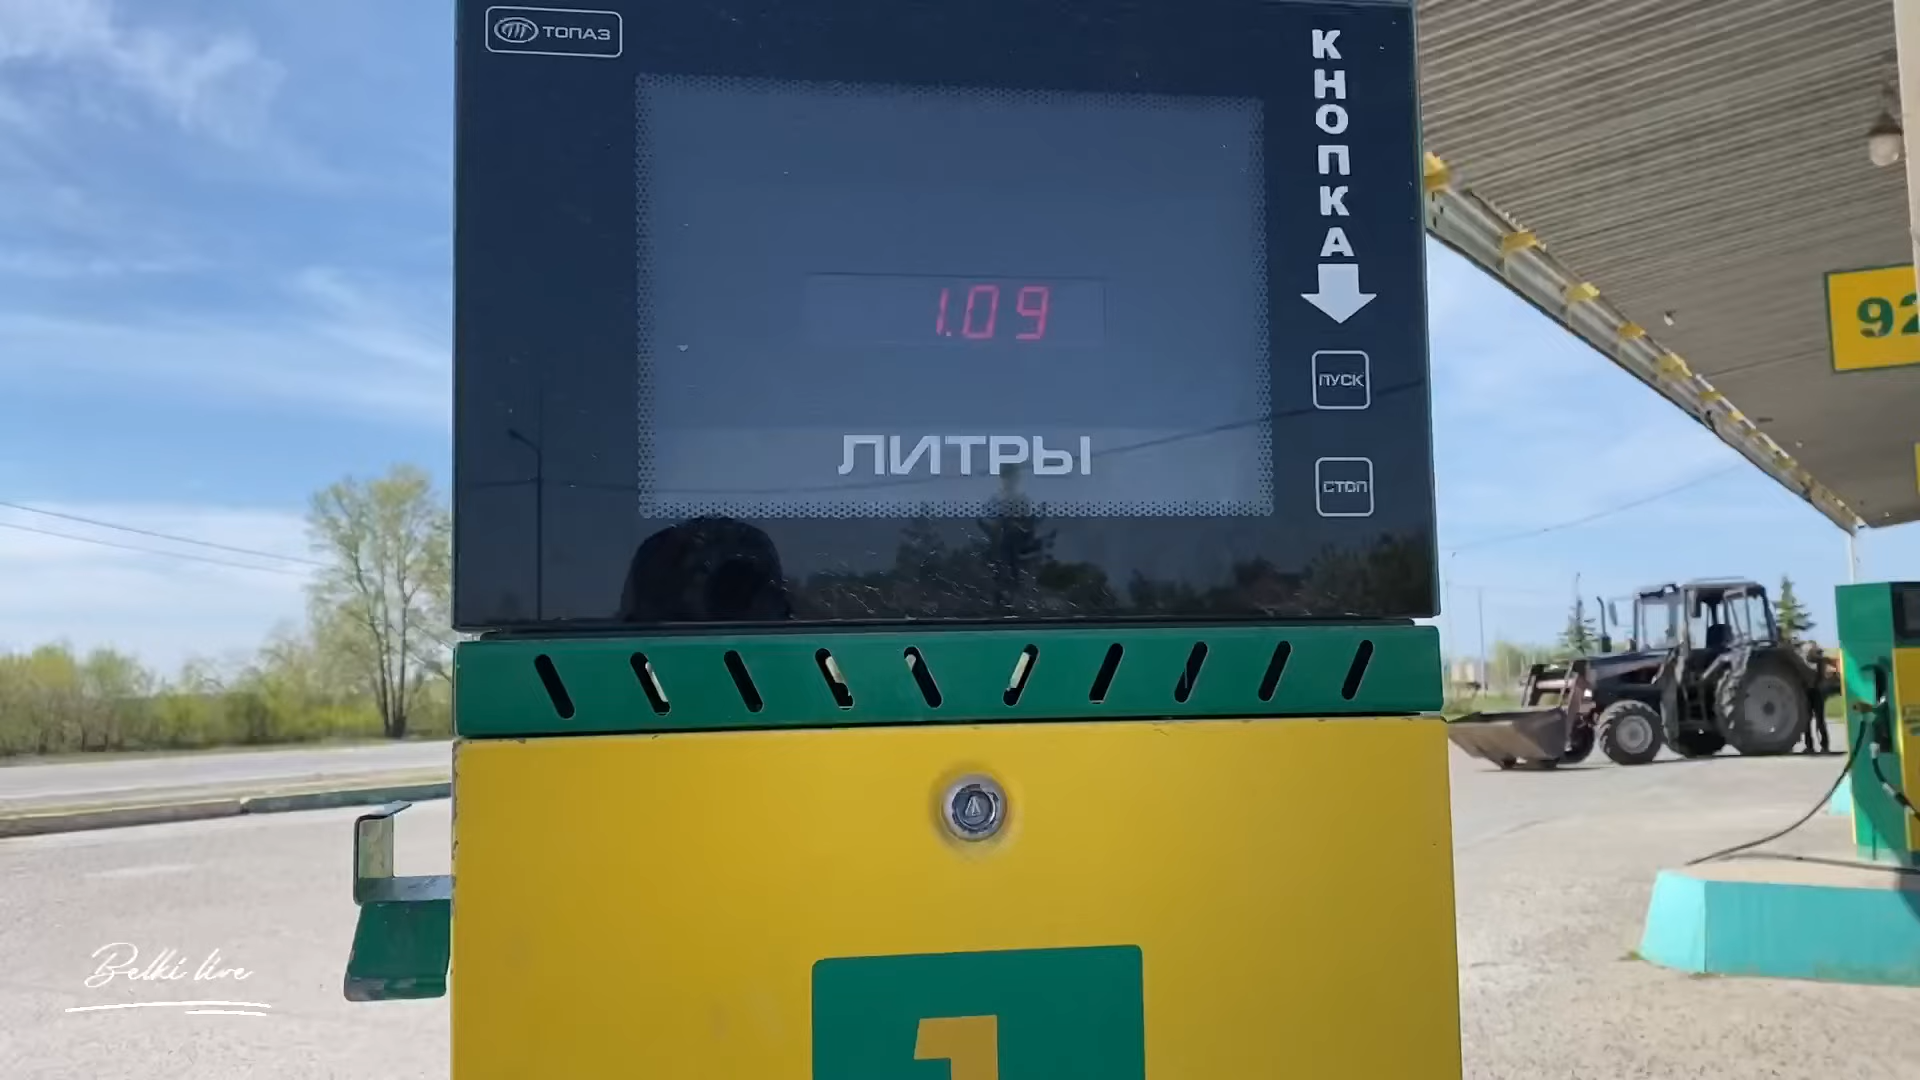 ТОПАЗ
КНОПКА
1.09
ПУСК
ЛИТРЫ
СТОП
92
1
Belki live